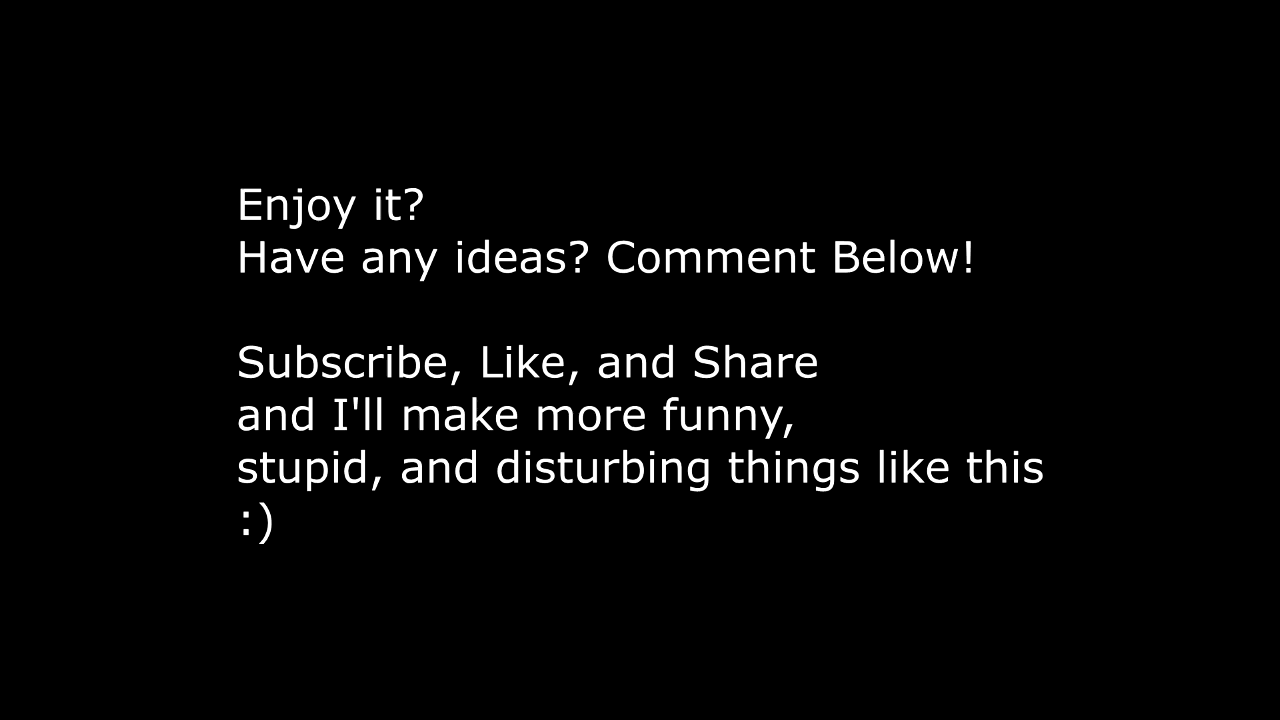 Enjoy it?
Have any ideas? Comment Below!
Subscribe, Like, and Share
and I'll make more funny,
stupid, and disturbing things like this
:)